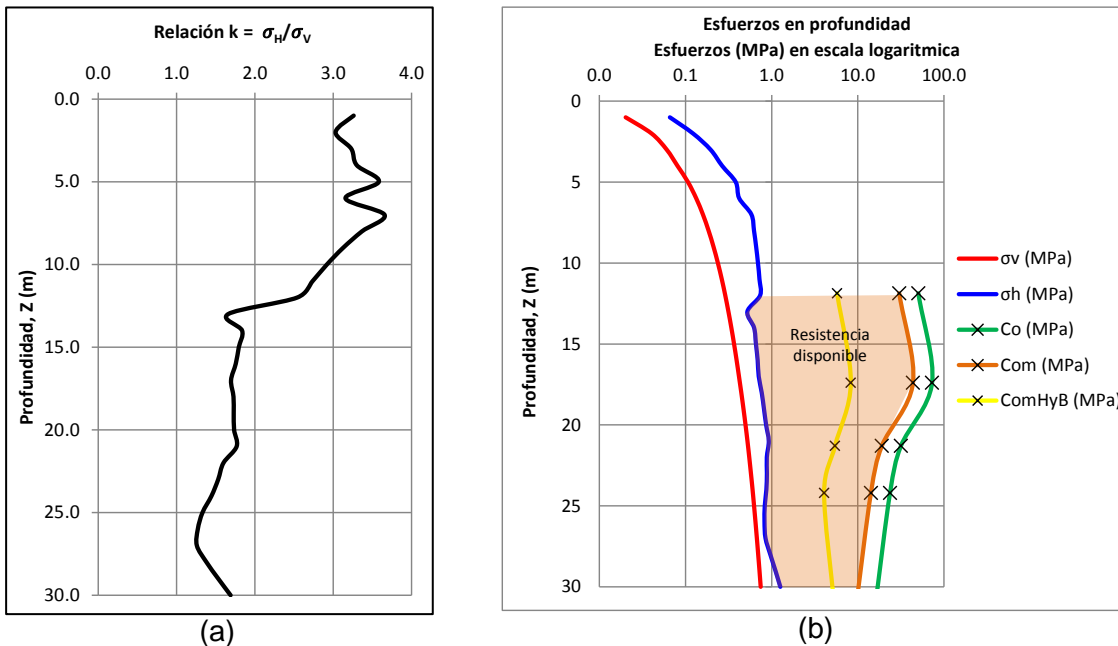 Relación k = σH/σV
0.0 1.0 2.0 3.0 4.0
0.0
5.0
10.0
15.0
20.0
25.0
30.0
Profundidad, Z (m)
(a)
Esfuerzos en profundidad
Esfuerzos (MPa) en escala logaritmica
0.0 0.1 1.0 10.0 100.0
0
5
10
15
20
25
30
Profundidad, Z (m)
Resistencia
disponible
σv (MPa)
σh (MPa)
Co (MPa)
Com (MPa)
ComHyB (MPa)
(b)